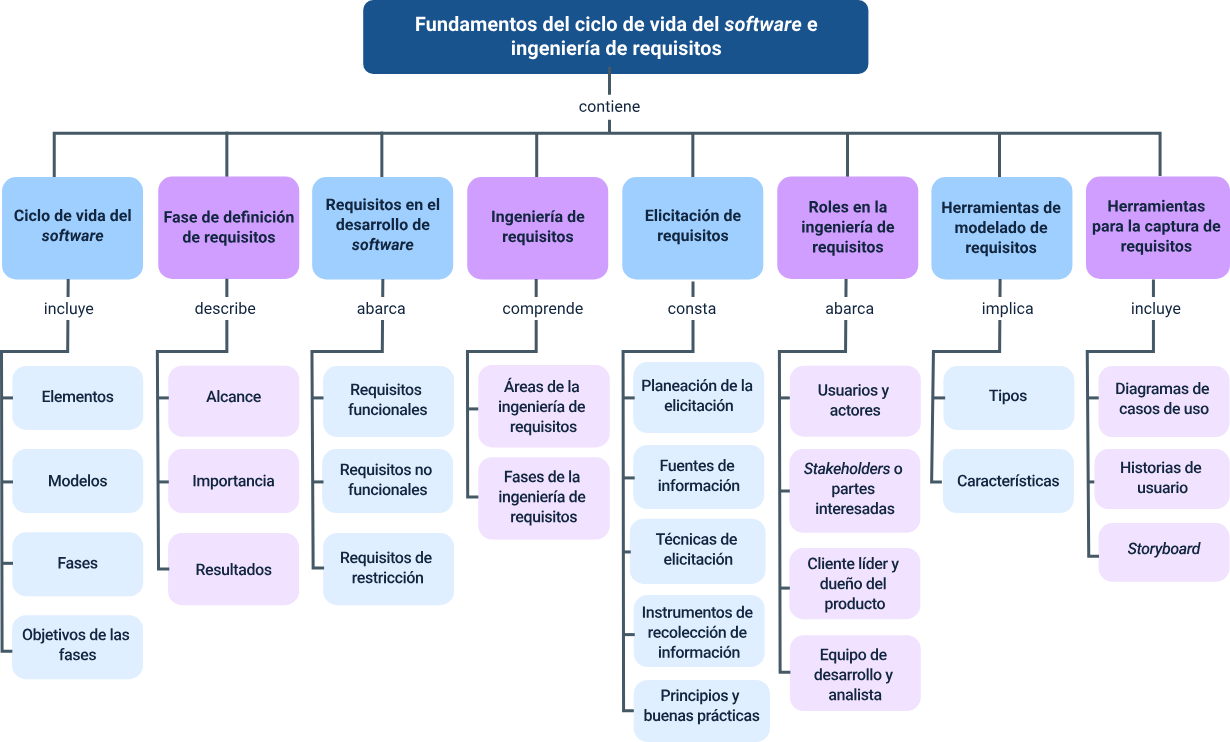 Fundamentos del ciclo de vida del software e
ingeniería de requisitos
contiene
Ciclo de vida del
software
incluye
Elementos
Modelos
Fases
Objetivos de las
fases
Fase de definición
de requisitos
describe
Alcance
Importancia
Resultados
Requisitos en el
desarrollo de
software
abarca
Requisitos
funcionales
Requisitos no
funcionales
Requisitos de
restricción
Ingeniería de
requisitos
comprende
Áreas de la
ingeniería de
requisitos
Fases de la
ingeniería de
requisitos
Elicitación de
requisitos
consta
Planeación de la
elicitación
Fuentes de
información
Técnicas de
elicitación
Instrumentos de
recolección de
información
Principios y
buenas prácticas
Roles en la
ingeniería de
requisitos
abarca
Usuarios y
actores
Stakeholders o
partes
interesadas
Cliente líder y
dueño del
producto
Equipo de
desarrollo y
analista
Herramientas de
modelado de
requisitos
implica
Tipos
Características
Herramientas
para la captura de
requisitos
incluye
Diagramas de
casos de uso
Historias de
usuario
Storyboard